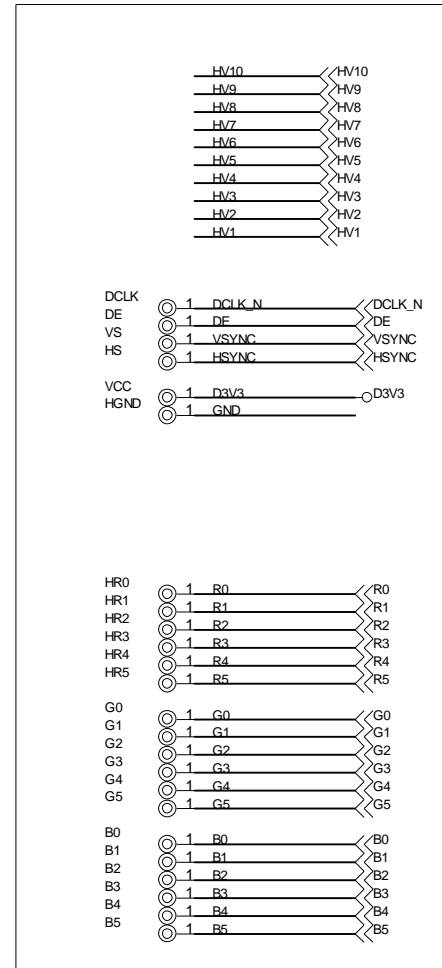 HV10 HV10
HV9 HV9
HV8 HV8
HV7 HV7
HV6 HV6
HV5 HV5
HV4 HV4
HV3 HV3
HV2 HV2
HV1 HV1
DCLK 1 DCLK_N DCLK_N
DE 1 DE DE
VS 1 VSYNC VSYNC
HS 1 HSYNC HSYNC
VCC 1 D3V3 D3V3
HGND 1 GND
HR0 1 R0 R0
HR1 1 R1 R1
HR2 1 R2 R2
HR3 1 R3 R3
HR4 1 R4 R4
HR5 1 R5 R5
G0 1 G0 G0
G1 1 G1 G1
G2 1 G2 G2
G3 1 G3 G3
G4 1 G4 G4
G5 1 G5 G5
B0 1 B0 B0
B1 1 B1 B1
B2 1 B2 B2
B3 1 B3 B3
B4 1 B4 B4
B5 1 B5 B5